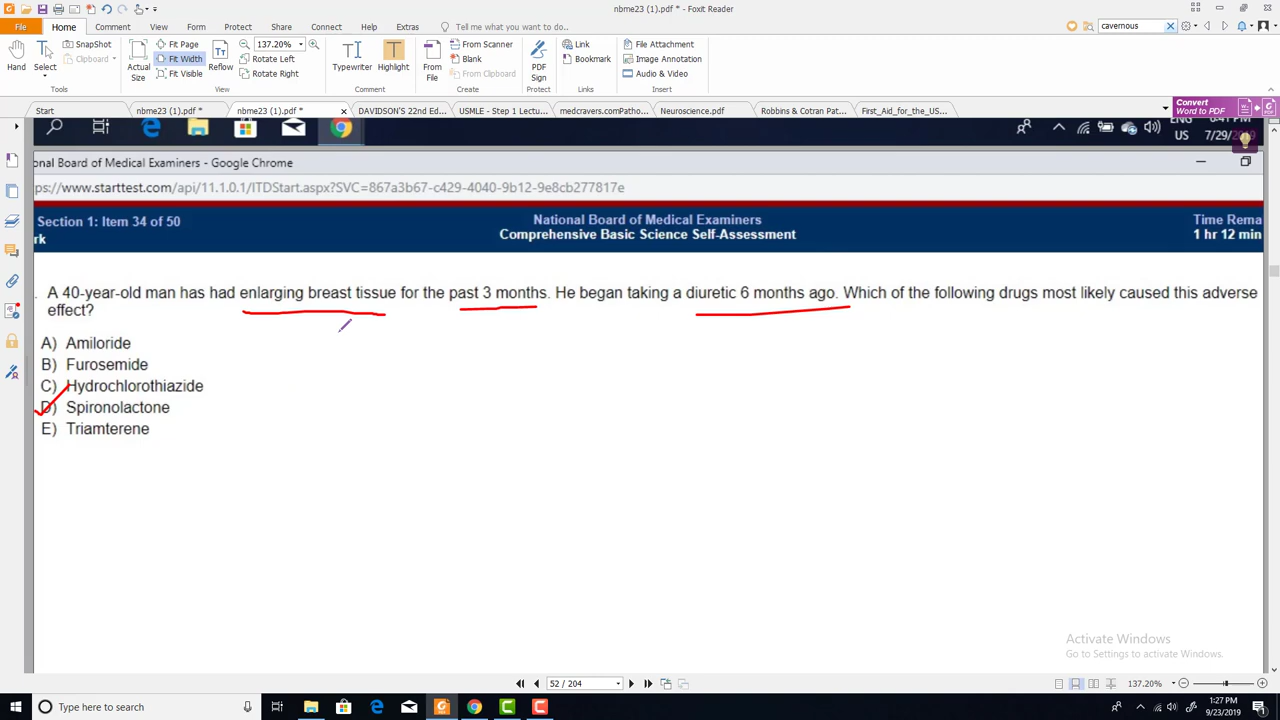 nbme23 (1).pdf * - Foxit Reader
File Home Comment View Form Protect Share Connect Help Extras Tell me what you want to do... cavernous
Hand Select SnapShot Clipboard Actual Size Fit Page Fit Width Fit Visible Reflow 137.20% Rotate Left Rotate Right Typewriter Highlight From File From Scanner Blank From Clipboard PDF Sign Link Bookmark File Attachment Image Annotation Audio & Video
Tools View Comment Create Protect Links Insert
Start nbme23 (1).pdf * nbme23 (1).pdf * DAVIDSON'S 22nd Ed... USMLE - Step 1 Lectu... medcravers.comPatho... Neuroscience.pdf Robbins & Cotran Pat... First_Aid_for_the_US... Convert Word to PDF
US
onal Board of Medical Examiners - Google Chrome
ps://www.starttest.com/api/11.1.0.1/ITDStart.aspx?SVC=867a3b67-c429-4040-9b12-9e8cb277817e
Section 1: Item 34 of 50 National Board of Medical Examiners Time Rema
rk Comprehensive Basic Science Self-Assessment 1 hr 12 min
. A 40-year-old man has had enlarging breast tissue for the past 3 months. He began taking a diuretic 6 months ago. Which of the following drugs most likely caused this adverse
effect?
A) Amiloride
B) Furosemide
C) Hydrochlorothiazide
D) Spironolactone
E) Triamterene
Activate Windows
Go to Settings to activate Windows.
52 / 204 137.20%
Type here to search 1:27 PM
9/23/2019